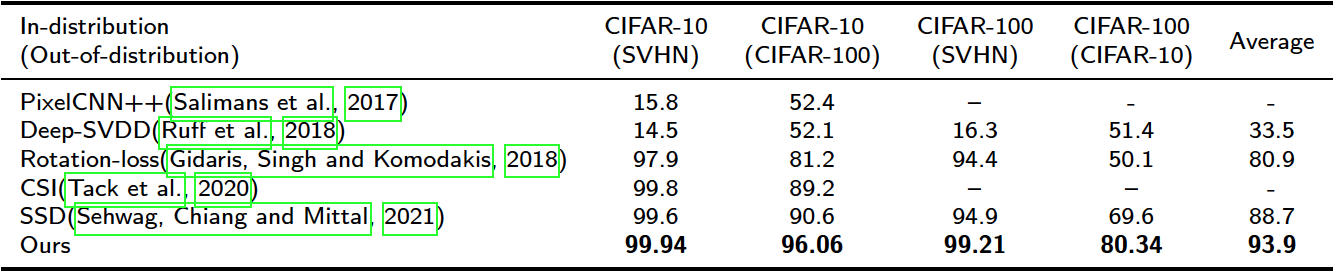 In-distribution CIFAR-10 CIFAR-10 CIFAR-100 CIFAR-100 Average
(Out-of-distribution) (SVHN) (CIFAR-100) (SVHN) (CIFAR-10)
PixelCNN++(Salimans et al., 2017) 15.8 52.4 – - -
Deep-SVDD(Ruff et al., 2018) 14.5 52.1 16.3 51.4 33.5
Rotation-loss(Gidaris, Singh and Komodakis, 2018) 97.9 81.2 94.4 50.1 80.9
CSI(Tack et al., 2020) 99.8 89.2 – – -
SSD(Sehwag, Chiang and Mittal, 2021) 99.6 90.6 94.9 69.6 88.7
Ours 99.94 96.06 99.21 80.34 93.9